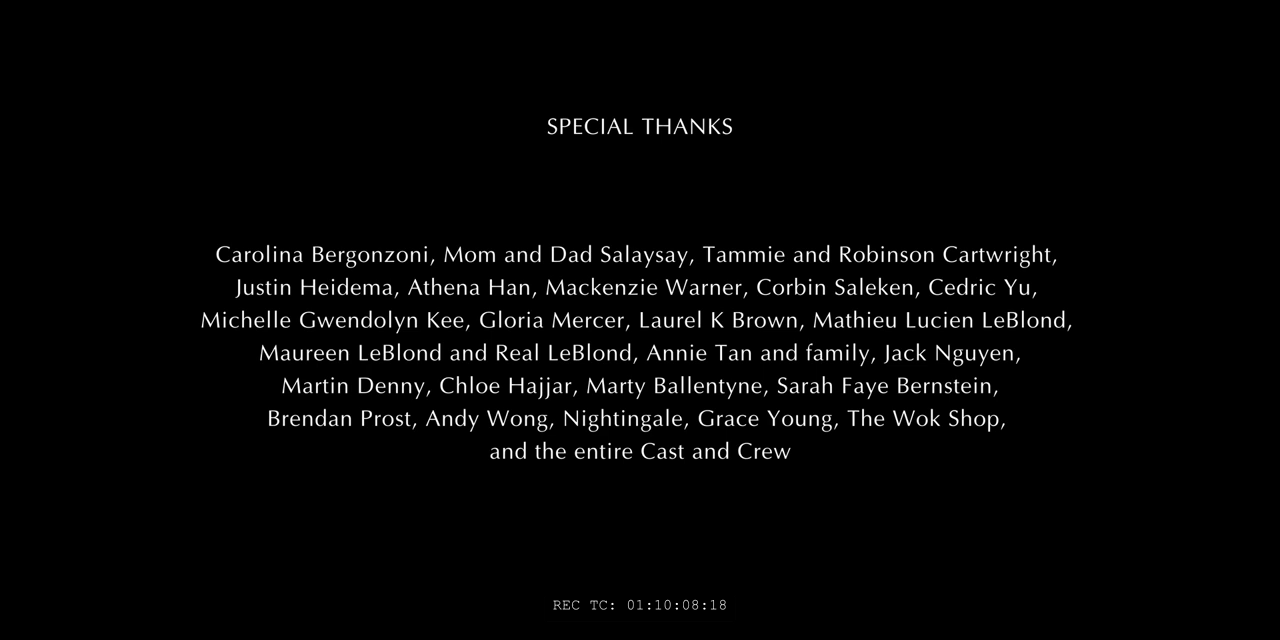 SPECIAL THANKS
Carolina Bergonzoni, Mom and Dad Salaysay, Tammie and Robinson Cartwright,
Justin Heidema, Athena Han, Mackenzie Warner, Corbin Saleken, Cedric Yu,
Michelle Gwendolyn Kee, Gloria Mercer, Laurel K Brown, Mathieu Lucien LeBlond,
Maureen LeBlond and Real LeBlond, Annie Tan and family, Jack Nguyen,
Martin Denny, Chloe Hajjar, Marty Ballentyne, Sarah Faye Bernstein,
Brendan Prost, Andy Wong, Nightingale, Grace Young, The Wok Shop,
and the entire Cast and Crew
REC TC: 01:10:08:18